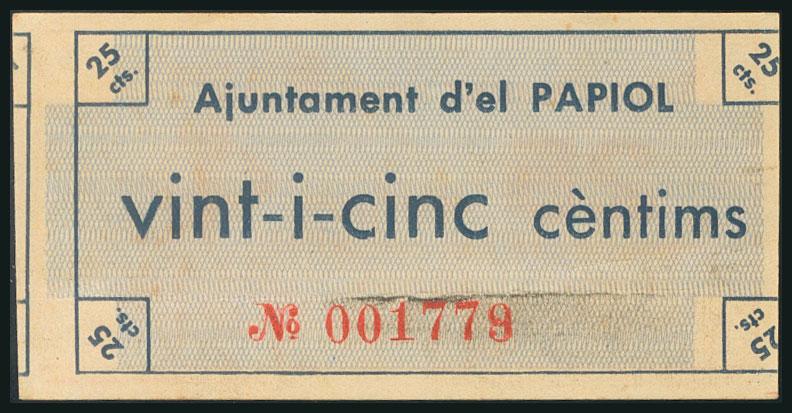 25 cts.
25 cts.
Ajuntament d'el PAPIOL
vint-i-cinc cèntims
Nº 001779
25 cts.
25 cts.